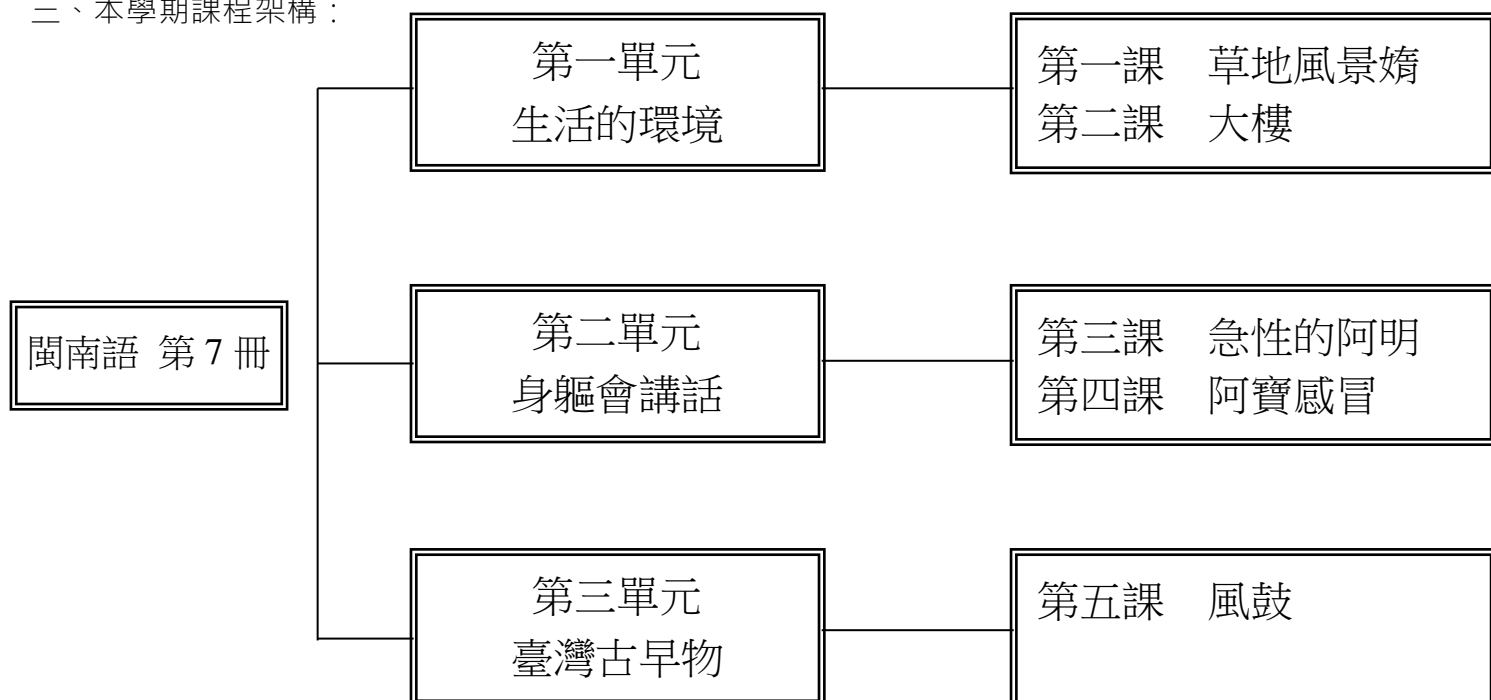 三、本學期課程架構：
第一單元
生活的環境
第一課　草地風景媠
第二課　大樓
閩南語 第 7 冊
第二單元
身軀會講話
第三課　急性的阿明
第四課　阿寶感冒
第三單元
臺灣古早物
第五課　風鼓